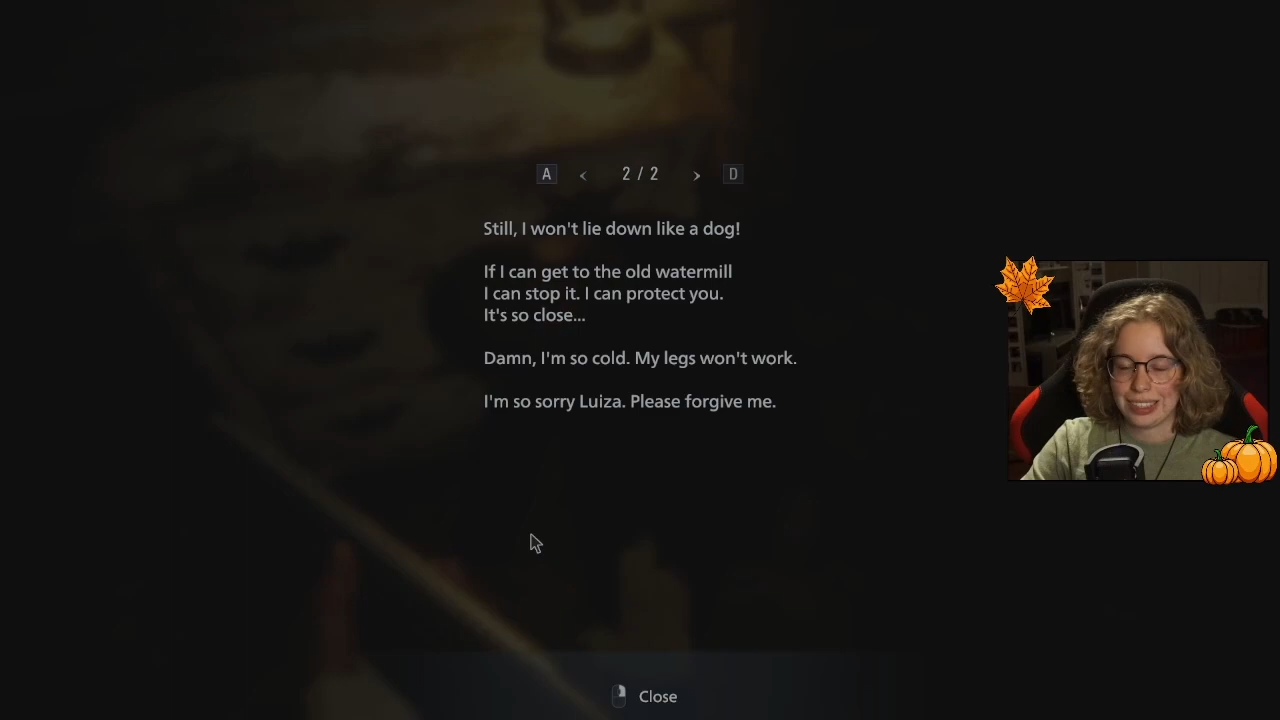 A < 2 / 2 > D
Still, I won't lie down like a dog!
If I can get to the old watermill
I can stop it. I can protect you.
It's so close...
Damn, I'm so cold. My legs won't work.
I'm so sorry Luiza. Please forgive me.
Close